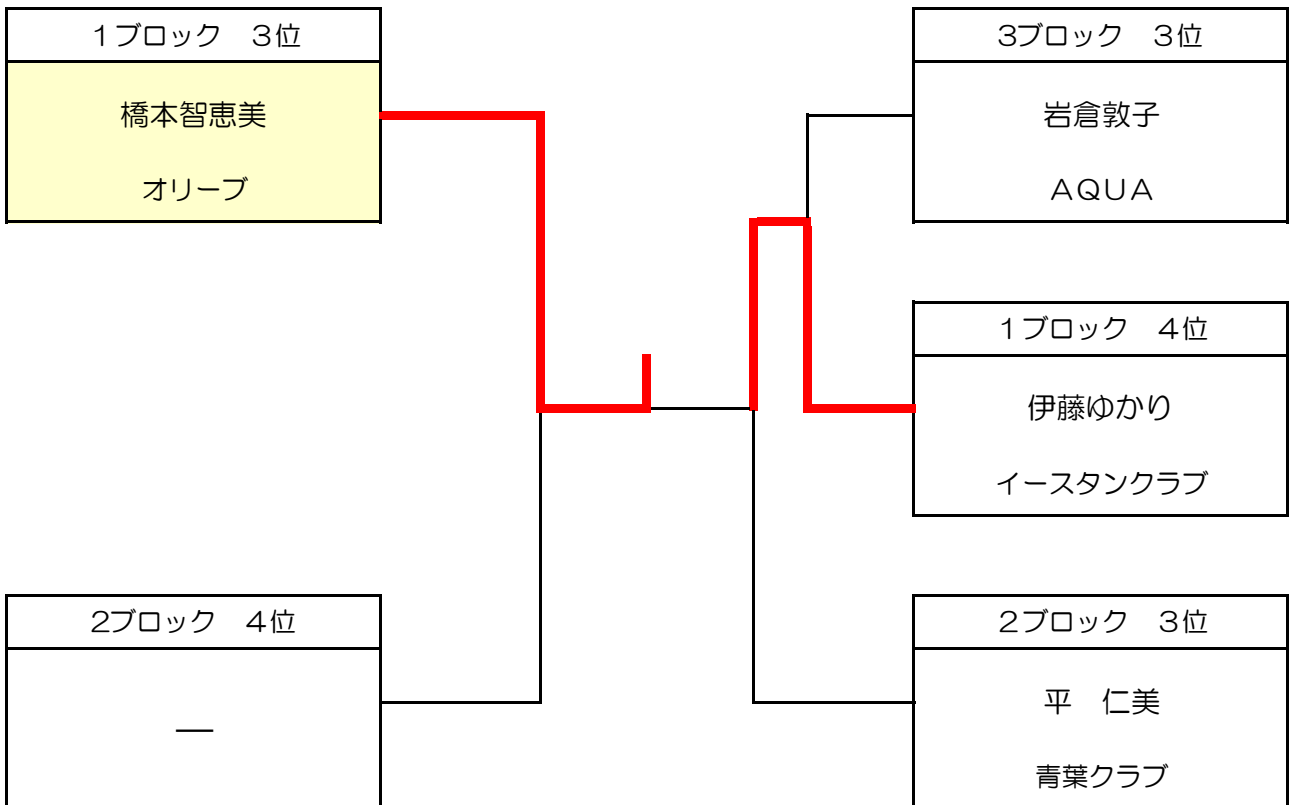 １ブロック　３位
橋本智恵美
オリーブ
2ブロック　４位
―
3ブロック　３位
岩倉敦子
ＡＱＵＡ
１ブロック　４位
伊藤ゆかり
イースタンクラブ
2ブロック　３位
平　仁美
青葉クラブ